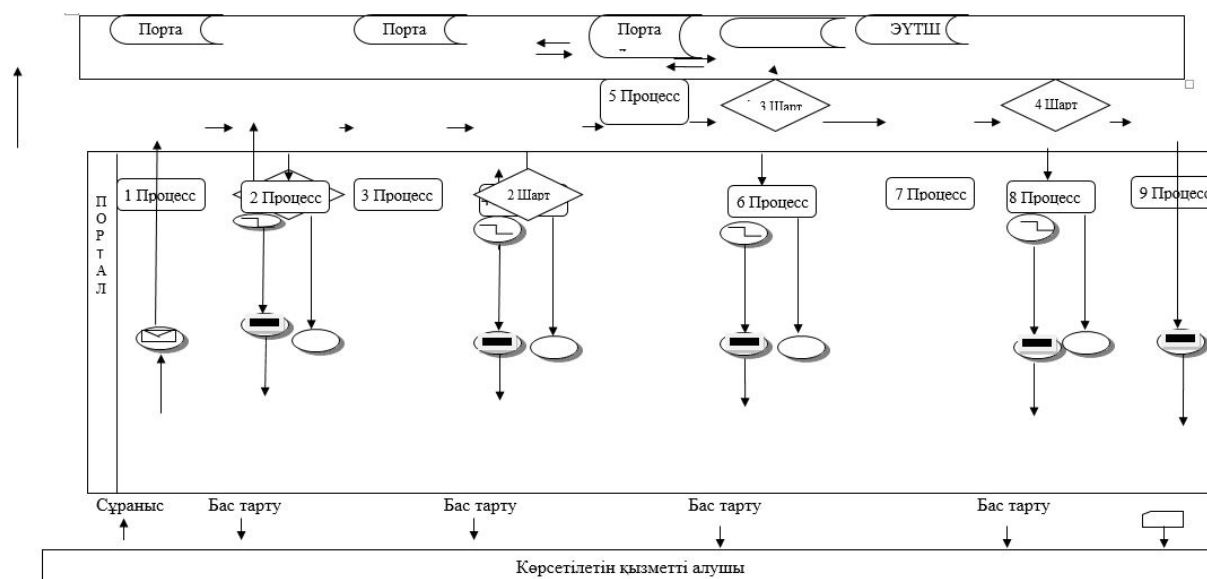 Порта
Порта
Порта
ЭҮТШ
5 Процесс
3 Шарт
4 Шарт
ПОРТАЛ
1 Процесс
2 Процесс
3 Процесс
2 Шарт
6 Процесс
7 Процесс
8 Процесс
9 Процесс
Сұраныс
Бас тарту
Бас тарту
Бас тарту
Бас тарту
Көрсетілетін қызметті алушы